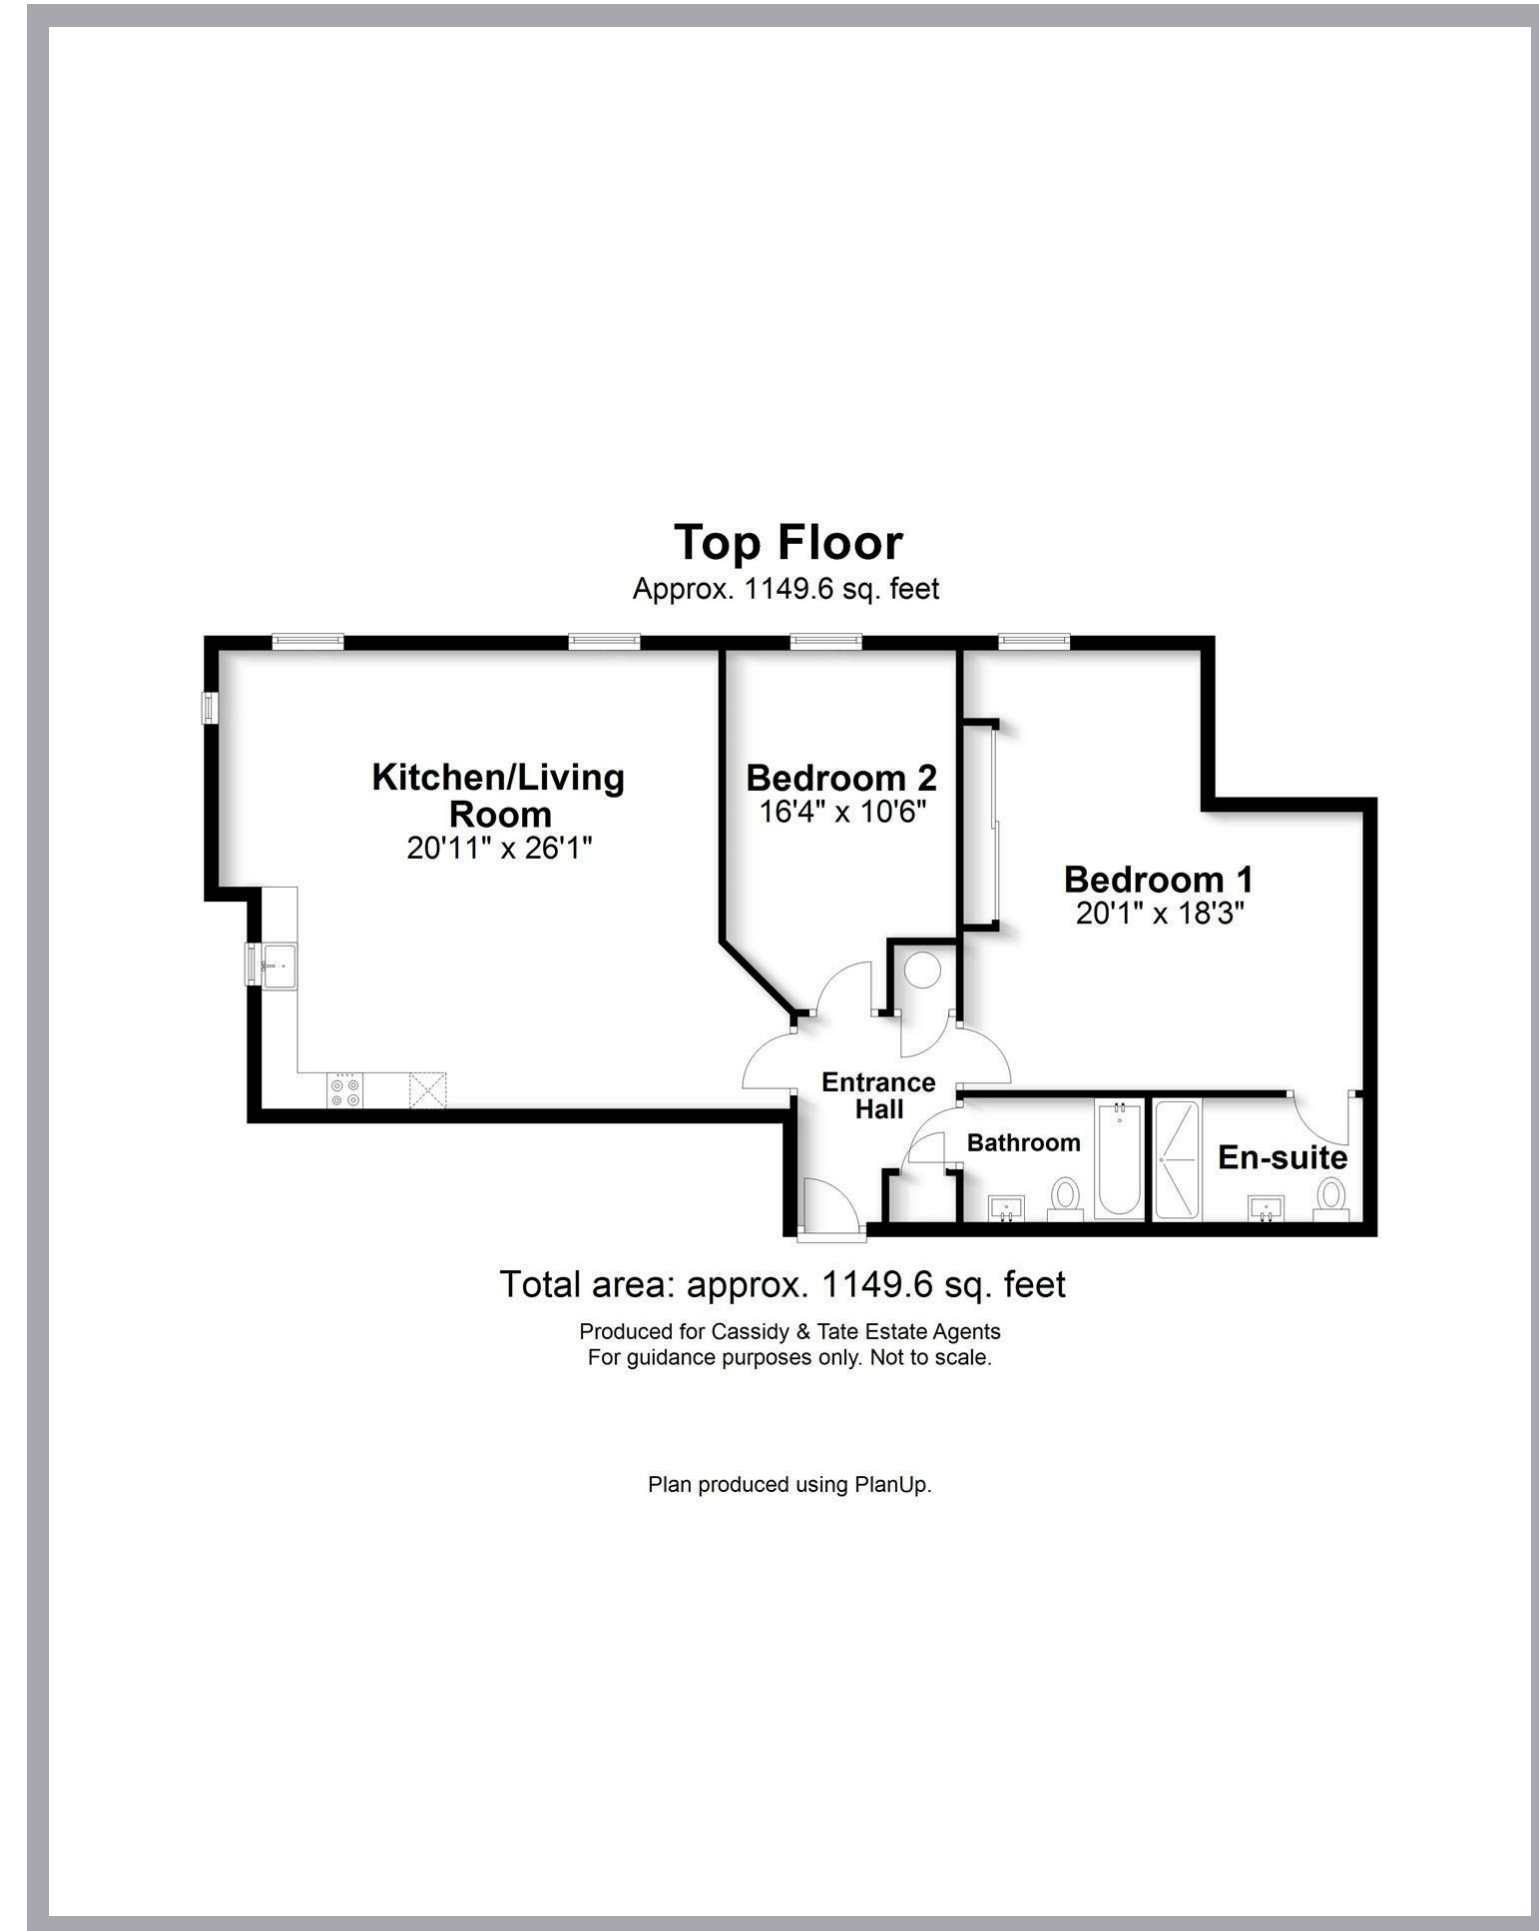 Top Floor
Approx. 1149.6 sq. feet
Kitchen/Living
Room
20'11" x 26'1"
Bedroom 2
16'4" x 10'6"
Bedroom 1
20'1" x 18'3"
Entrance
Hall
Bathroom
En-suite
Total area: approx. 1149.6 sq. feet
Produced for Cassidy & Tate Estate Agents
For guidance purposes only. Not to scale.
Plan produced using PlanUp.